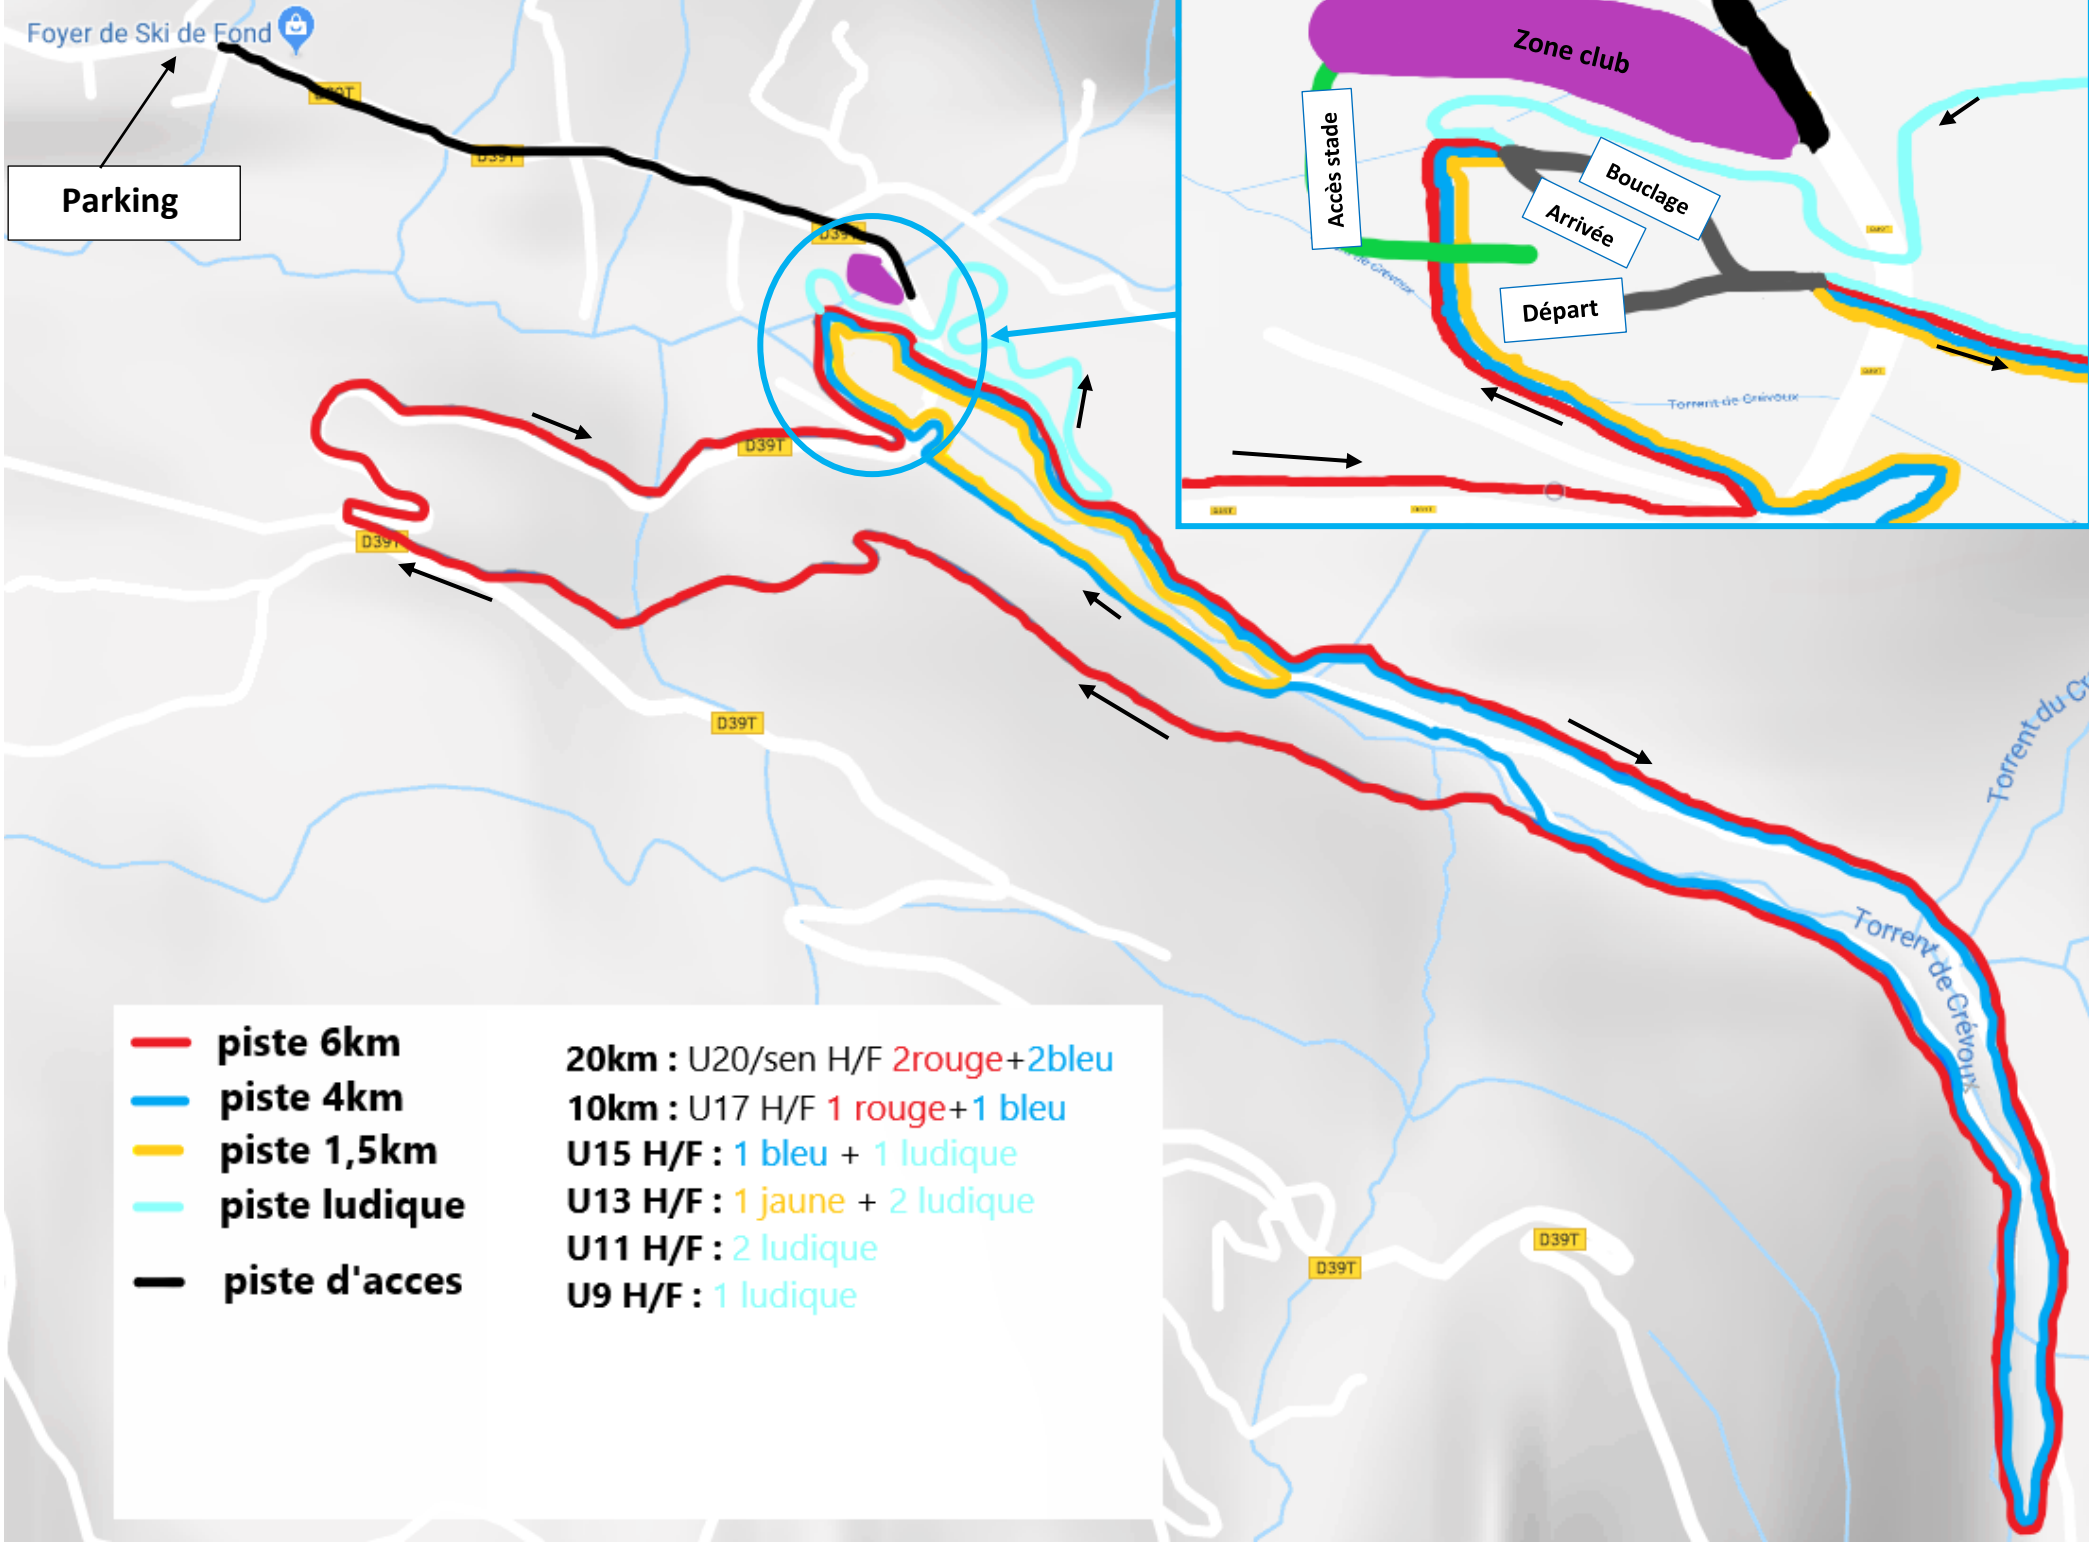 Foyer de Ski de Fond
Parking
D39T
D39T
D39T
D39T
D39T
D39T
D39T
D39T
Zone club
Accès stade
Bouclage
Arrivée
Départ
Torrent de Crévoux
Torrent du Cr
Torrent de Crévoux
piste 6km
piste 4km
piste 1,5km
piste ludique
piste d'acces
20km : U20/sen H/F 2rouge+2bleu
10km : U17 H/F 1 rouge+1 bleu
U15 H/F : 1 bleu + 1 ludique
U13 H/F : 1 jaune + 2 ludique
U11 H/F : 2 ludique
U9 H/F : 1 ludique